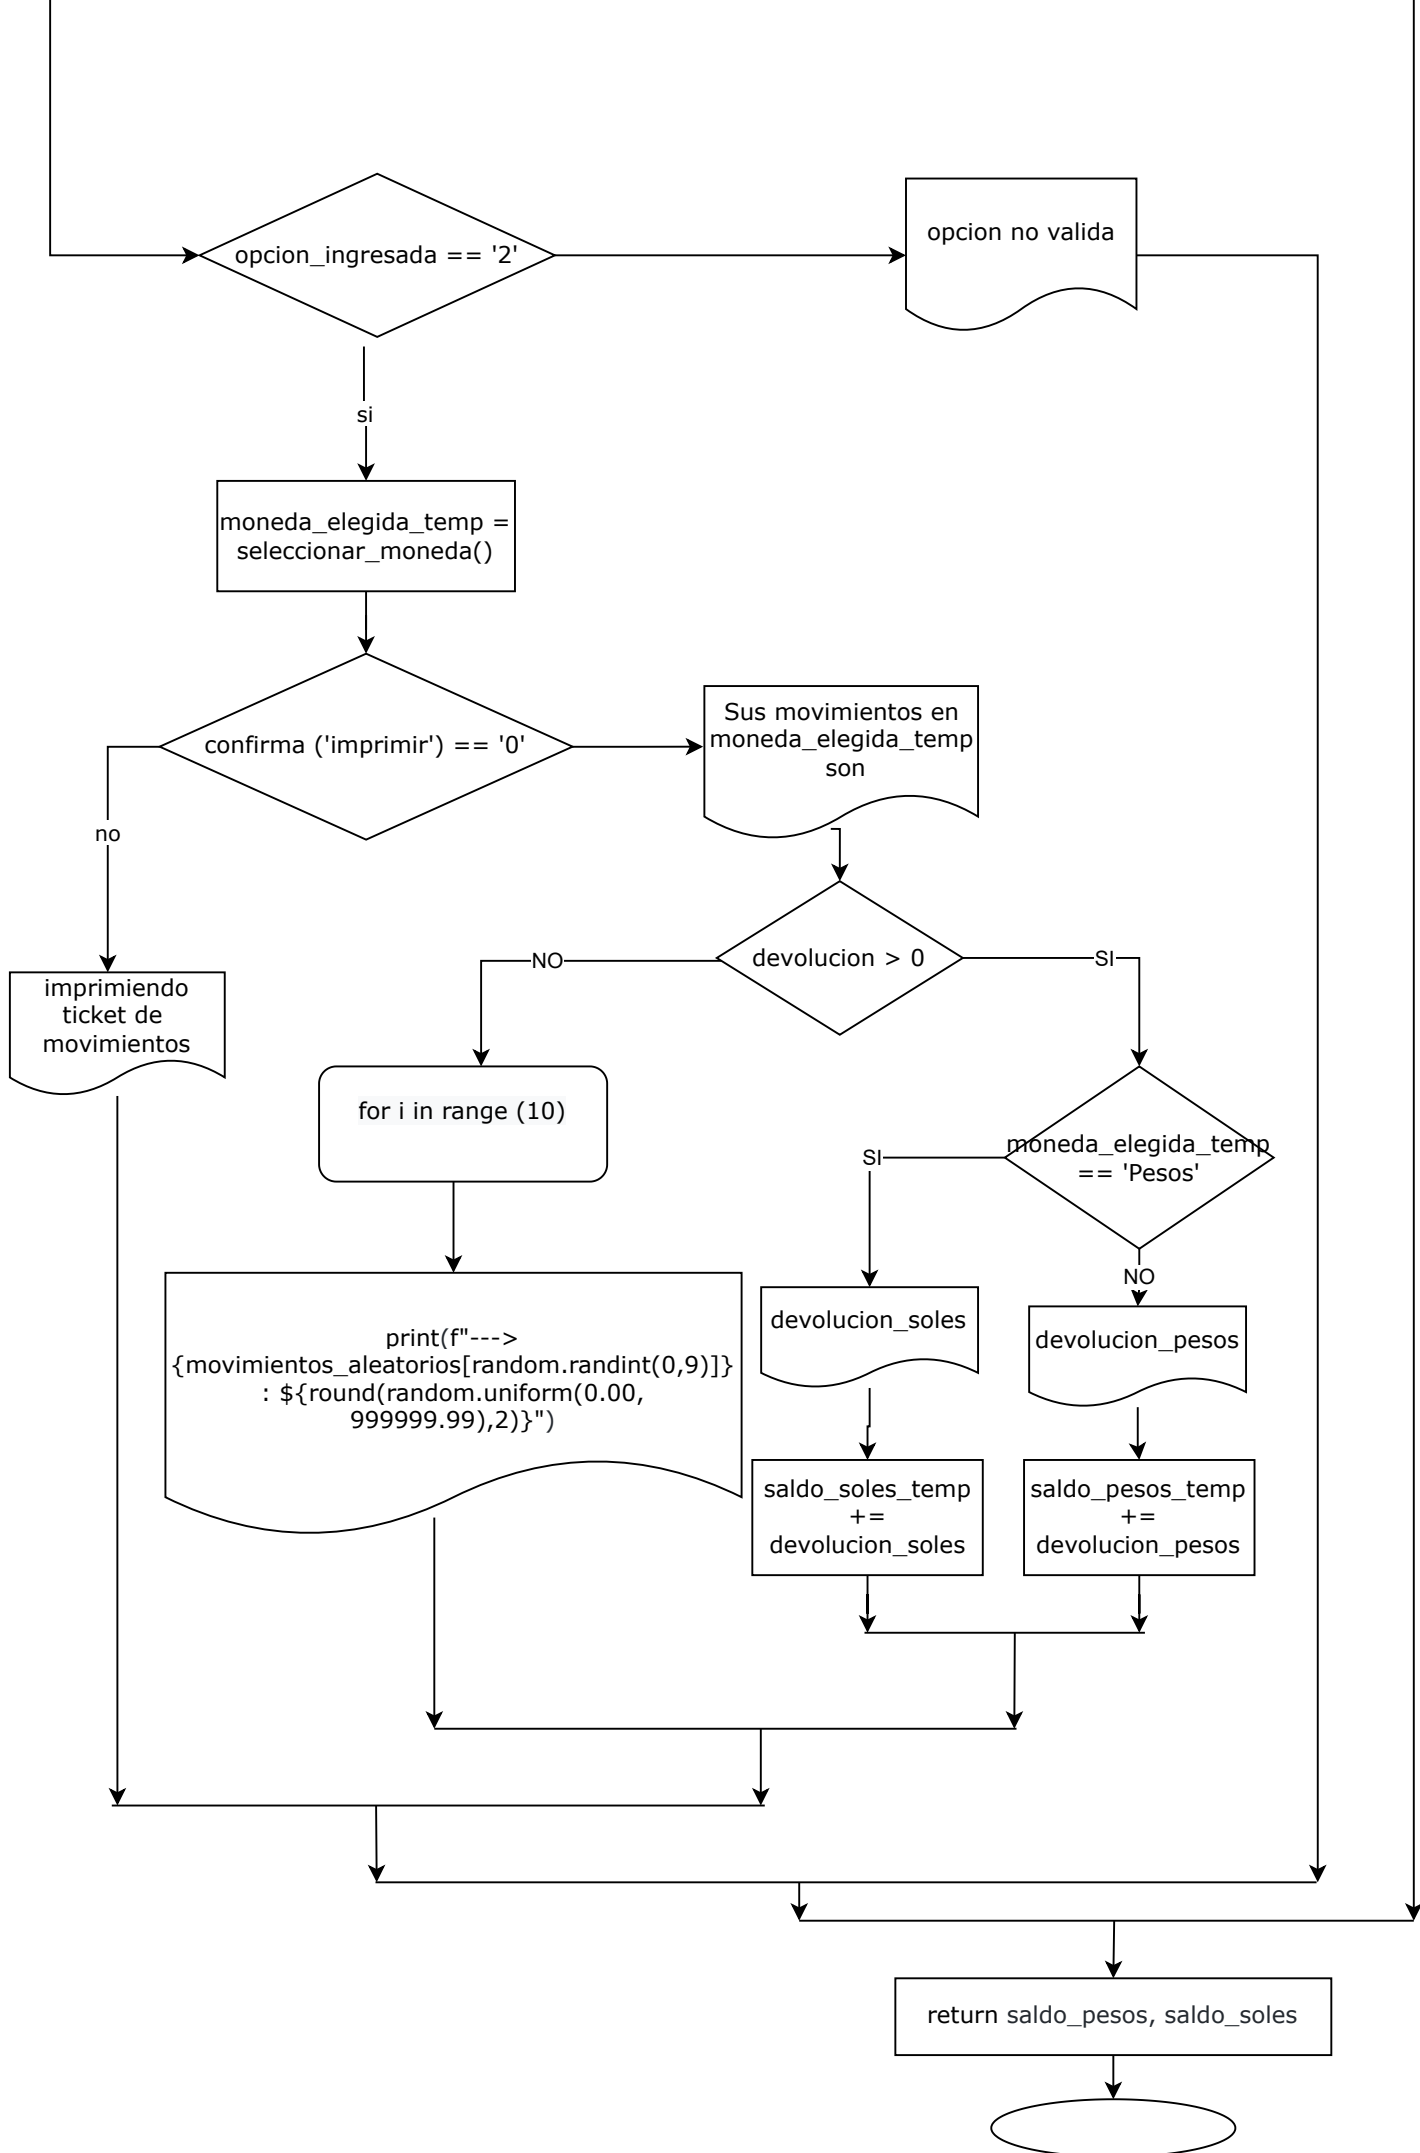 opcion_ingresada == '2'
opcion no valida
si
moneda_elegida_temp =
seleccionar_moneda()
confirma ('imprimir') == '0'
Sus movimientos en
moneda_elegida_temp
son
no
devolucion > 0
NO
SI
imprimiendo
ticket de
movimientos
for i in range (10)
moneda_elegida_temp
== 'Pesos'
SI
NO
print(f"--->
{movimientos_aleatorios[random.randint(0,9)]}
: ${round(random.uniform(0.00,
999999.99),2)}")
devolucion_soles
devolucion_pesos
saldo_soles_temp
+=
devolucion_soles
saldo_pesos_temp
+=
devolucion_pesos
return saldo_pesos, saldo_soles